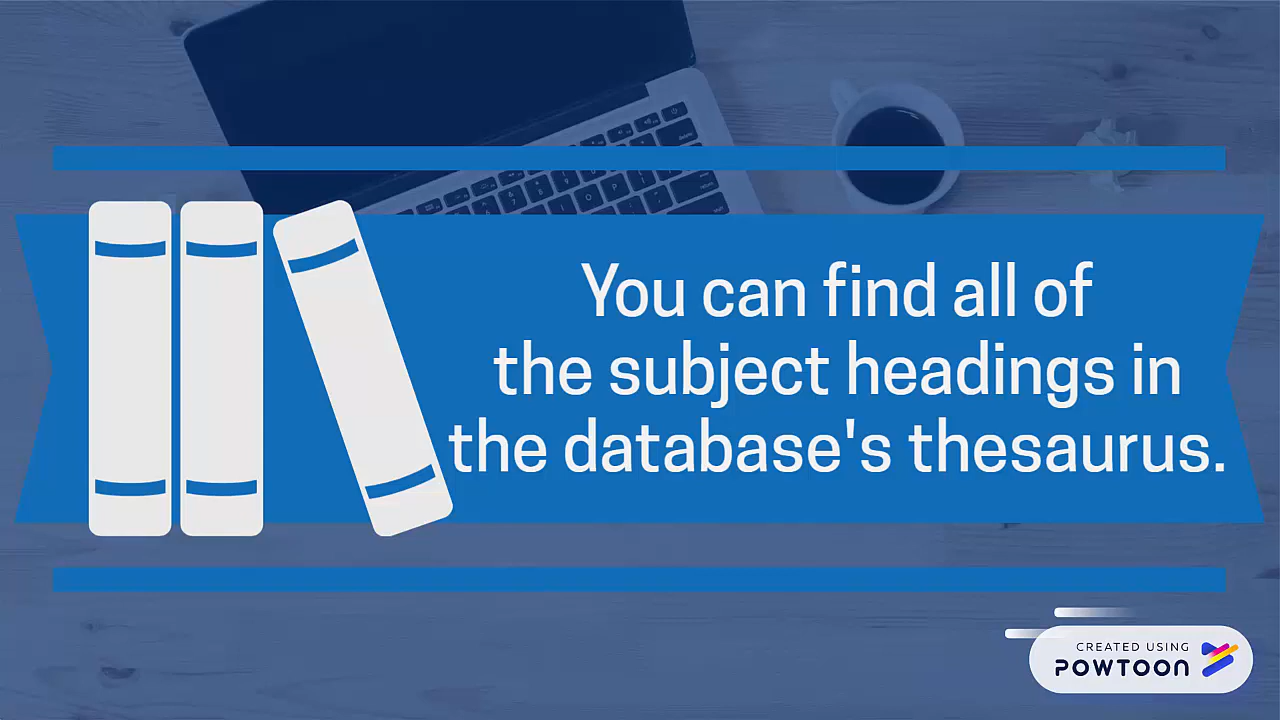 You can find all of
the subject headings in
the database's thesaurus.
CREATED USING
POWTOON